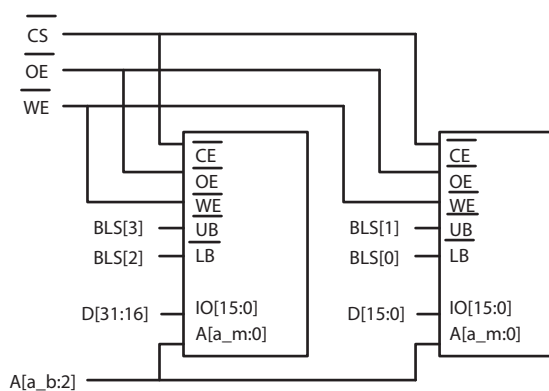 CS
OE
WE
CE
OE
WE
BLS[3] UB
BLS[2] LB
D[31:16] IO[15:0]
A[a_m:0]
CE
OE
WE
BLS[1] UB
BLS[0] LB
D[15:0] IO[15:0]
A[a_m:0]
A[a_b:2]